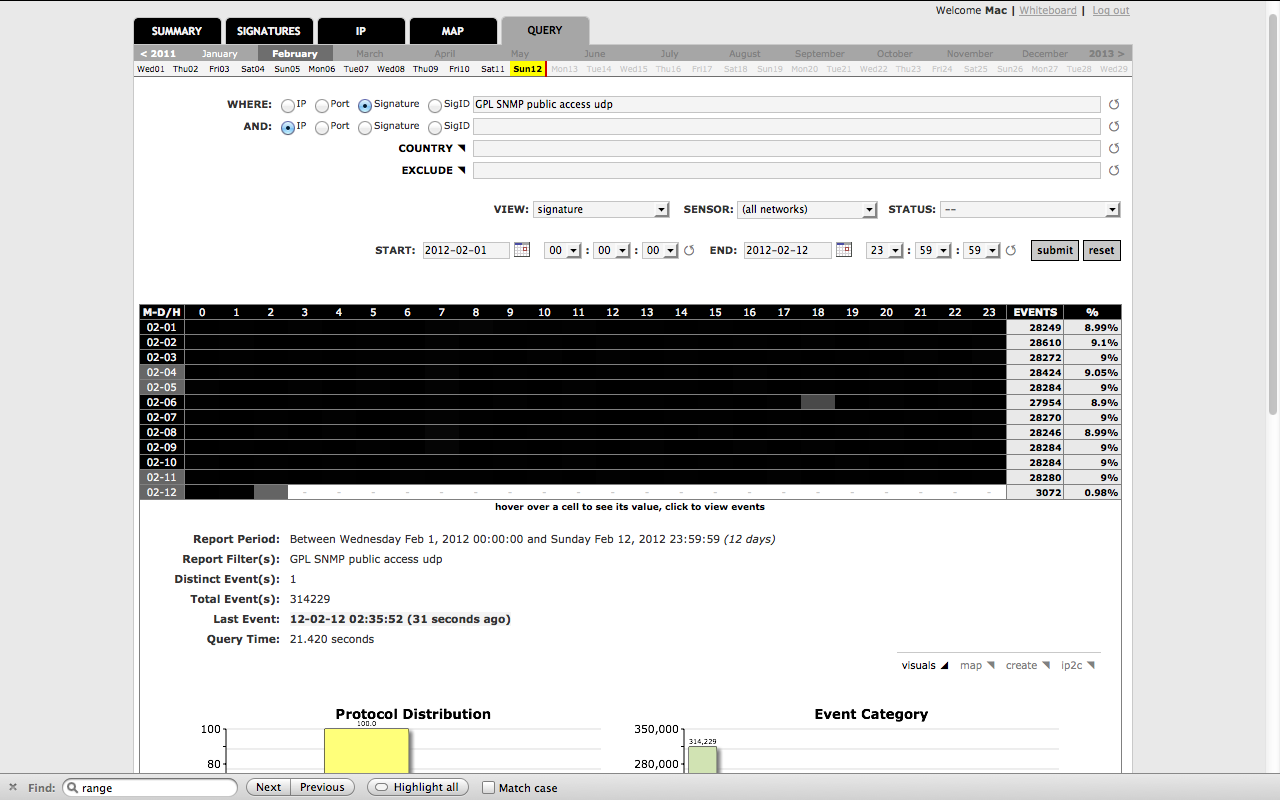 Welcome Mac | Whiteboard | Log out
SUMMARY SIGNATURES IP MAP QUERY
< 2011 January February March April May June July August September October November December 2013 >
Wed01 Thu02 Fri03 Sat04 Sun05 Mon06 Tue07 Wed08 Thu09 Fri10 Sat11 Sun12 Mon13 Tue14 Wed15 Thu16 Fri17 Sat18 Sun19 Mon20 Tue21 Wed22 Thu23 Fri24 Sat25 Sun26 Mon27 Tue28 Wed29
WHERE: IP Port Signature SigID GPL SNMP public access udp
AND: IP Port Signature SigID
COUNTRY
EXCLUDE
VIEW: signature SENSOR: (all networks) STATUS: --
START: 2012-02-01 00 : 00 : 00 END: 2012-02-12 23 : 59 : 59 submit reset
M-D/H 0 1 2 3 4 5 6 7 8 9 10 11 12 13 14 15 16 17 18 19 20 21 22 23 EVENTS %
02-01 28249 8.99%
02-02 28610 9.1%
02-03 28272 9%
02-04 28424 9.05%
02-05 28284 9%
02-06 27954 8.9%
02-07 28270 9%
02-08 28246 8.99%
02-09 28284 9%
02-10 28284 9%
02-11 28280 9%
02-12 - - - - - - - - - - - - - - - - - - - - - 3072 0.98%
hover over a cell to see its value, click to view events
Report Period: Between Wednesday Feb 1, 2012 00:00:00 and Sunday Feb 12, 2012 23:59:59 (12 days)
Report Filter(s): GPL SNMP public access udp
Distinct Event(s): 1
Total Event(s): 314229
Last Event: 12-02-12 02:35:52 (31 seconds ago)
Query Time: 21.420 seconds
visuals map create ip2c
Protocol Distribution Event Category
100 100.0 350,000
314,229
80 280,000
Find: range Next Previous Highlight all Match case